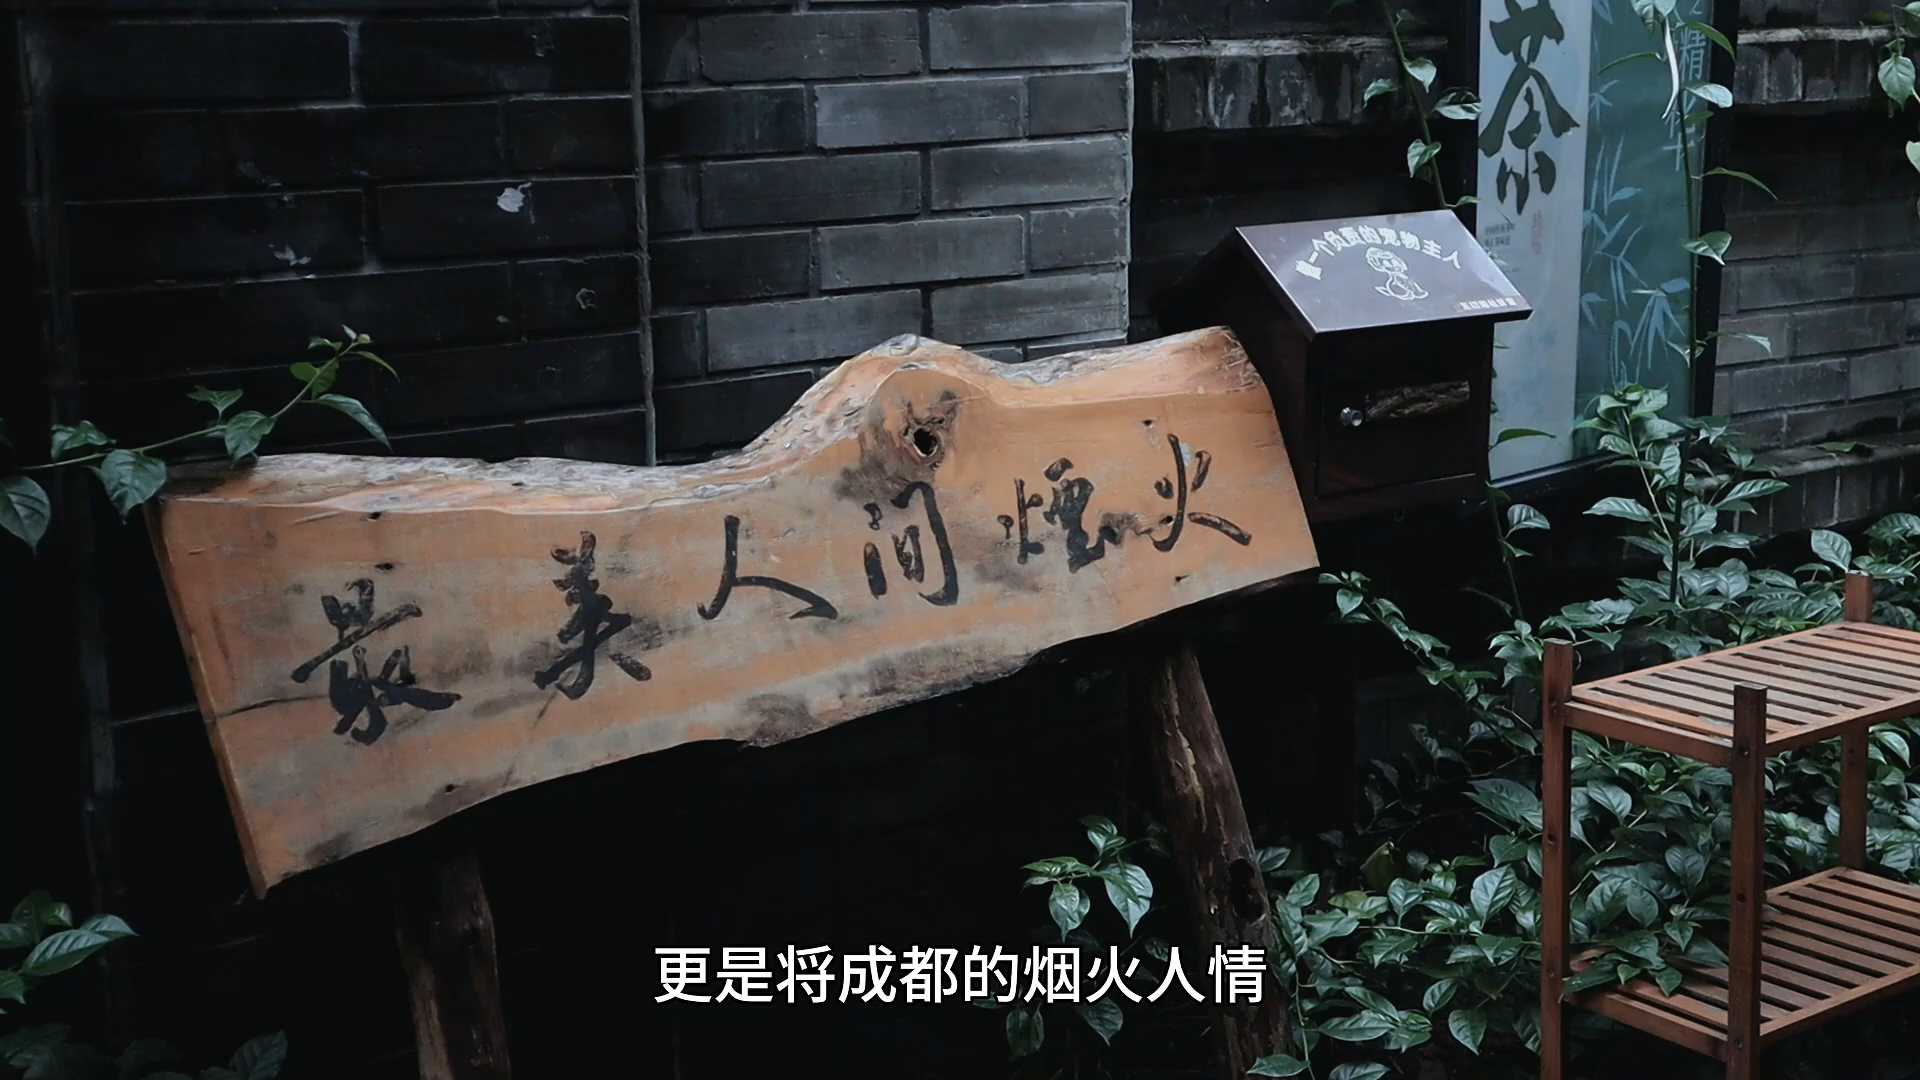 茶
做一个负责的宠物主人
最美人间煙火
更是将成都的烟火人情